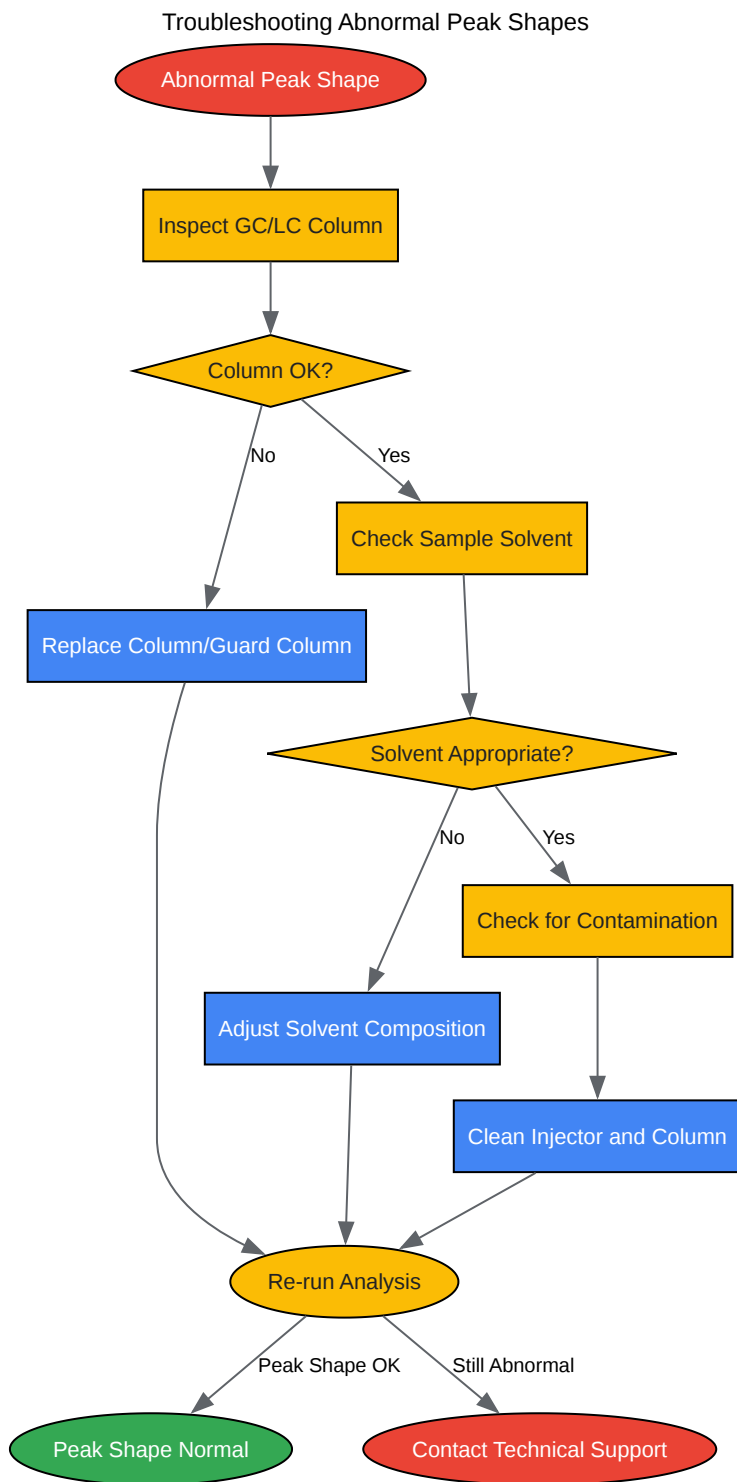 Troubleshooting Abnormal Peak Shapes
Abnormal Peak Shape
Inspect GC/LC Column
Column OK?
No
Yes
Check Sample Solvent
Replace Column/Guard Column
Solvent Appropriate?
No
Yes
Check for Contamination
Adjust Solvent Composition
Clean Injector and Column
Re-run Analysis
Peak Shape OK
Still Abnormal
Peak Shape Normal
Contact Technical Support